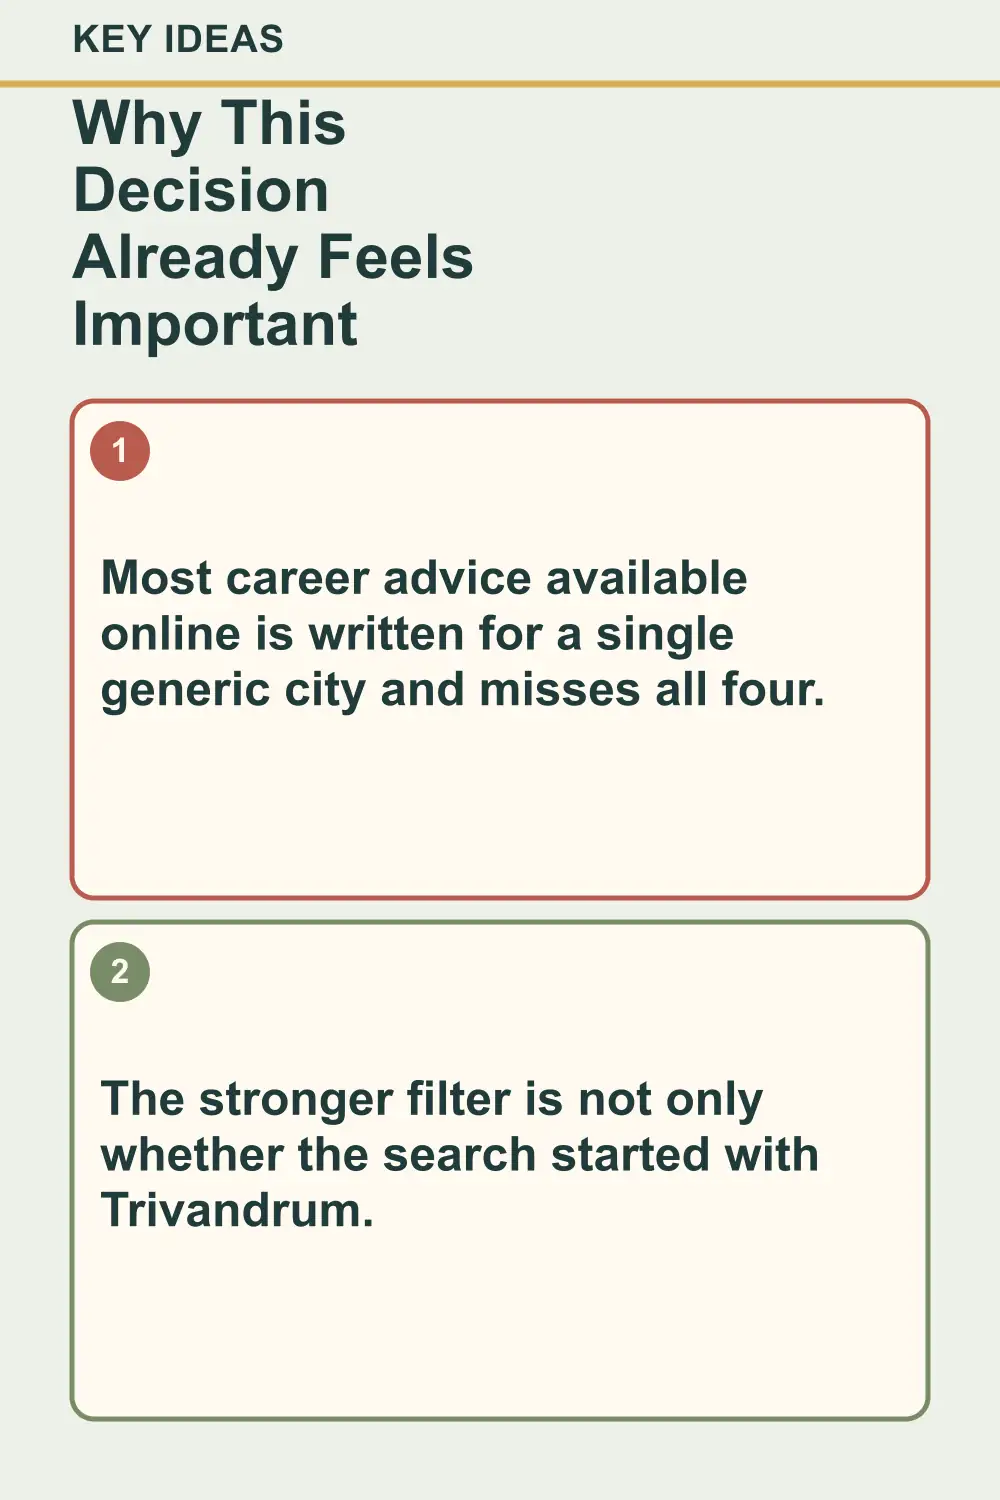 KEY IDEAS
Why This
Decision
Already Feels
Important
1
Most career advice available
online is written for a single
generic city and misses all four.
2
The stronger filter is not only
whether the search started with
Trivandrum.